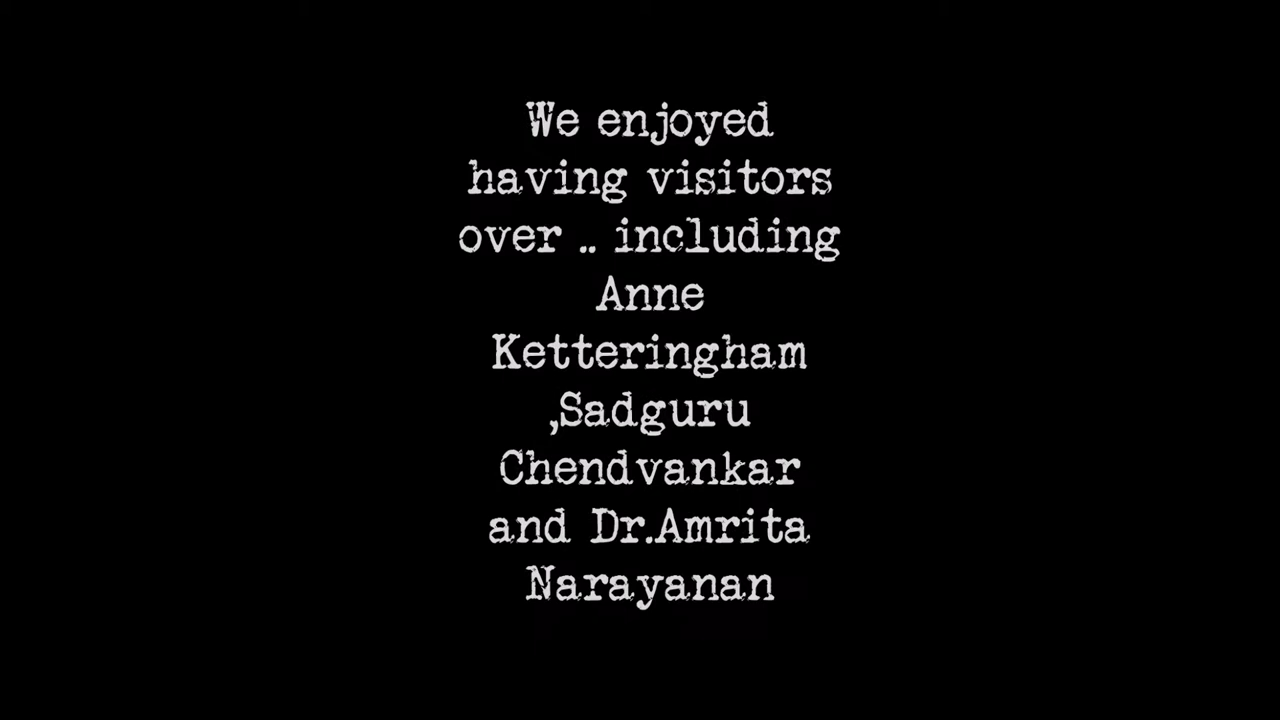 We enjoyed
having visitors
over .. including
Anne
Ketteringham
,Sadguru
Chendvankar
and Dr.Amrita
Narayanan